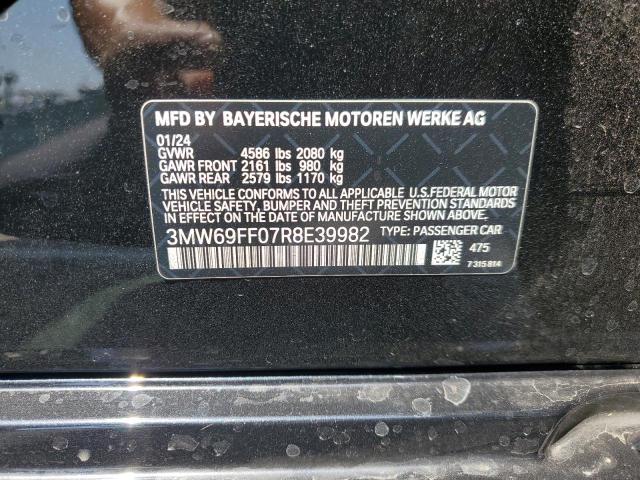 MFD BY BAYERISCHE MOTOREN WERKE AG
01/24
GVWR 4586 lbs 2080 kg
GAWR FRONT 2161 lbs 980 kg
GAWR REAR 2579 lbs 1170 kg
THIS VEHICLE CONFORMS TO ALL APPLICABLE U.S.FEDERAL MOTOR
VEHICLE SAFETY, BUMPER, AND THEFT PREVENTION STANDARDS
IN EFFECT ON THE DATE OF MANUFACTURE SHOWN ABOVE.
3MW69FF07R8E39982 TYPE: PASSENGER CAR
475
7 315 814